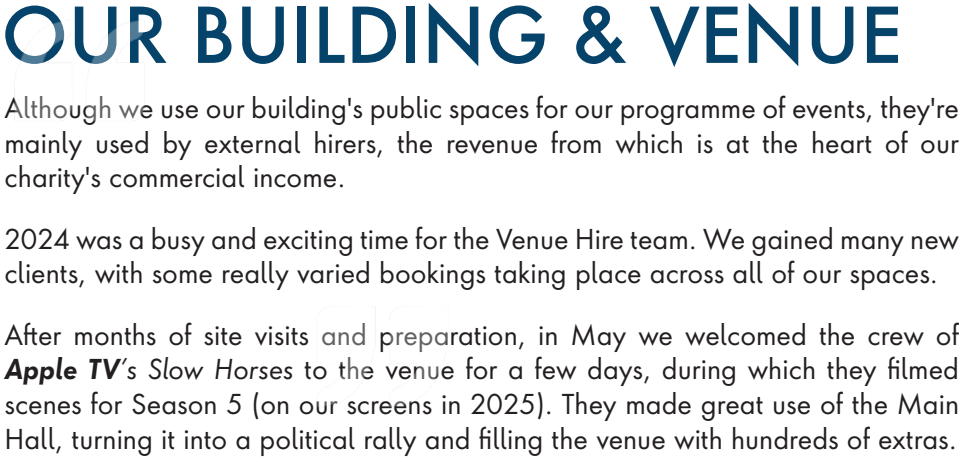 OUR BUILDING & VENUE
Although we use our building's public spaces for our programme of events, they're
mainly used by external hirers, the revenue from which is at the heart of our
charity's commercial income.
2024 was a busy and exciting time for the Venue Hire team. We gained many new
clients, with some really varied bookings taking place across all of our spaces.
After months of site visits and preparation, in May we welcomed the crew of
Apple TV’s Slow Horses to the venue for a few days, during which they filmed
scenes for Season 5 (on our screens in 2025). They made great use of the Main
Hall, turning it into a political rally and filling the venue with hundreds of extras.